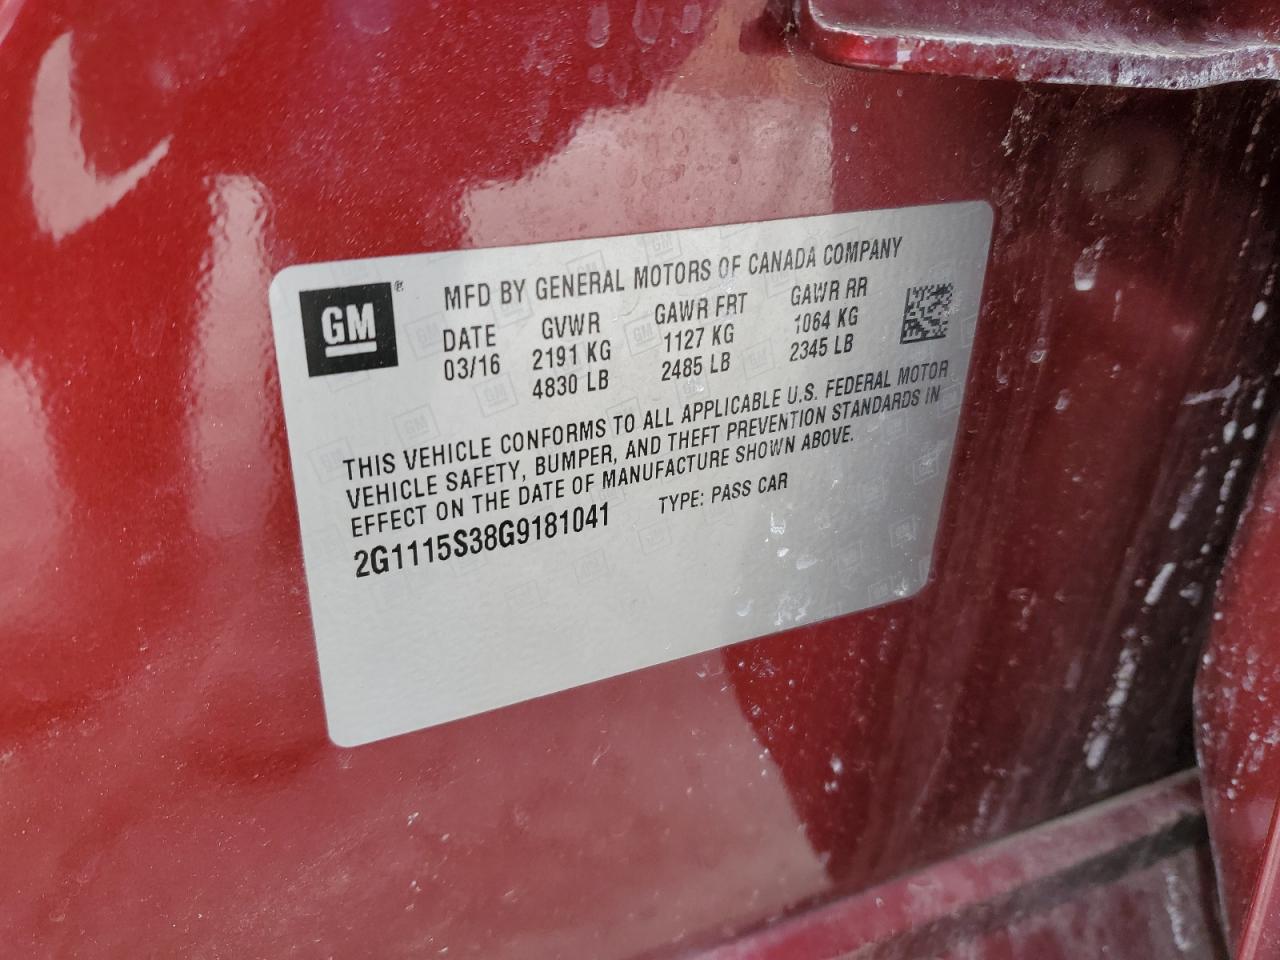 GM®
MFD BY GENERAL MOTORS OF CANADA COMPANY
DATE GVWR GAWR FRT GAWR RR
03/16 2191 KG 1127 KG 1064 KG
4830 LB 2485 LB 2345 LB
THIS VEHICLE CONFORMS TO ALL APPLICABLE U.S. FEDERAL MOTOR
VEHICLE SAFETY, BUMPER, AND THEFT PREVENTION STANDARDS IN
EFFECT ON THE DATE OF MANUFACTURE SHOWN ABOVE.
2G1115S38G9181041 TYPE: PASS CAR